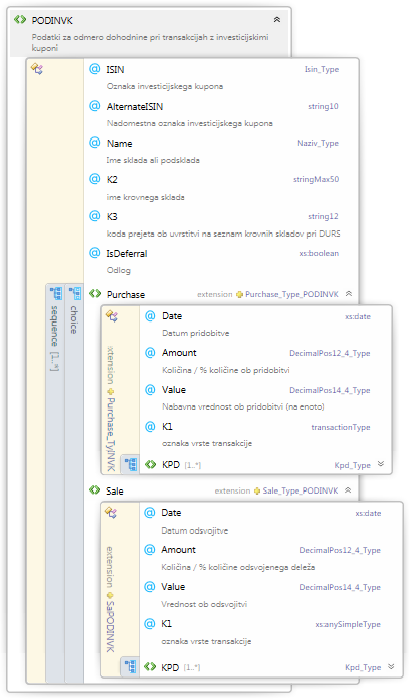 PODINVK
Podatki za odmero dohodnine pri transakcijah z investicijskimi
kuponi
@ ISIN Isin_Type
Oznaka investicijskega kupona
@ AlternateISIN string10
Nadomestna oznaka investicijskega kupona
@ Name Naziv_Type
Ime sklada ali podsklada
@ K2 stringMax50
ime krovnega sklada
@ K3 string12
koda prejeta ob uvrstitvi na seznam krovnih skladov pri DURS
@ IsDeferral xs:boolean
Odlog
sequence [1..*]
choice
Purchase extension Purchase_Type_PODINVK
extension Purchase_TyINVK
@ Date xs:date
Datum pridobitve
@ Amount DecimalPos12_4_Type
Količina / % količine ob pridobitvi
@ Value DecimalPos14_4_Type
Nabavna vrednost ob pridobitvi (na enoto)
@ K1 transactionType
oznaka vrste transakcije
KPD [1..*] Kpd_Type
Sale extension Sale_Type_PODINVK
extension SaPODINVK
@ Date xs:date
Datum odsvojitve
@ Amount DecimalPos12_4_Type
Količina / % količine odsvojenega deleža
@ Value DecimalPos14_4_Type
Vrednost ob odsvojitvi
@ K1 xs:anySimpleType
oznaka vrste transakcije
KPD [1..*] Kpd_Type